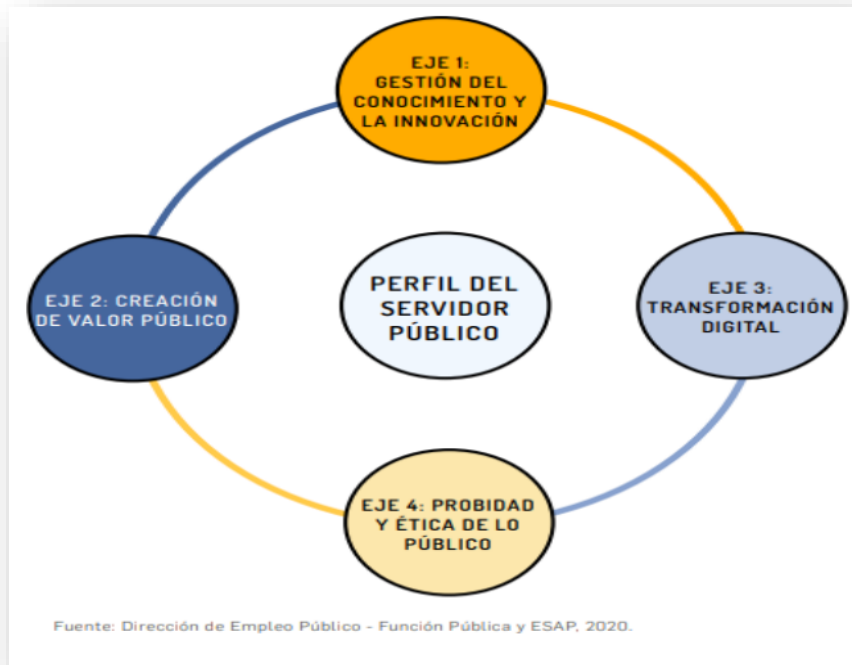 EJE 1:
GESTIÓN DEL
CONOCIMIENTO Y
LA INNOVACIÓN
EJE 2: CREACIÓN
DE VALOR PÚBLICO
PERFIL DEL
SERVIDOR
PÚBLICO
EJE 3:
TRANSFORMACIÓN
DIGITAL
EJE 4: PROBIDAD
Y ÉTICA DE LO
PÚBLICO
Fuente: Dirección de Empleo Público - Función Pública y ESAP, 2020.